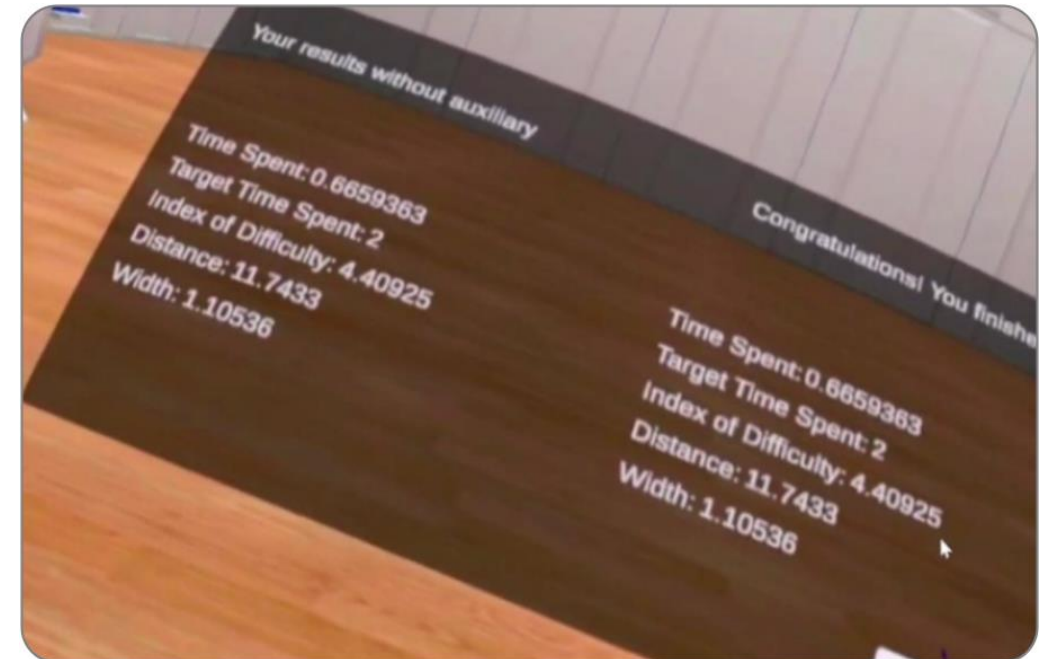 Your results without auxiliary
Time Spent: 0.6659363
Target Time Spent: 2
Index of Difficulty: 4.40925
Distance: 11.7433
Width: 1.10536
Congratulations! You finishe
Time Spent: 0.6659363
Target Time Spent: 2
Index of Difficulty: 4.40925
Distance: 11.7433
Width: 1.10536